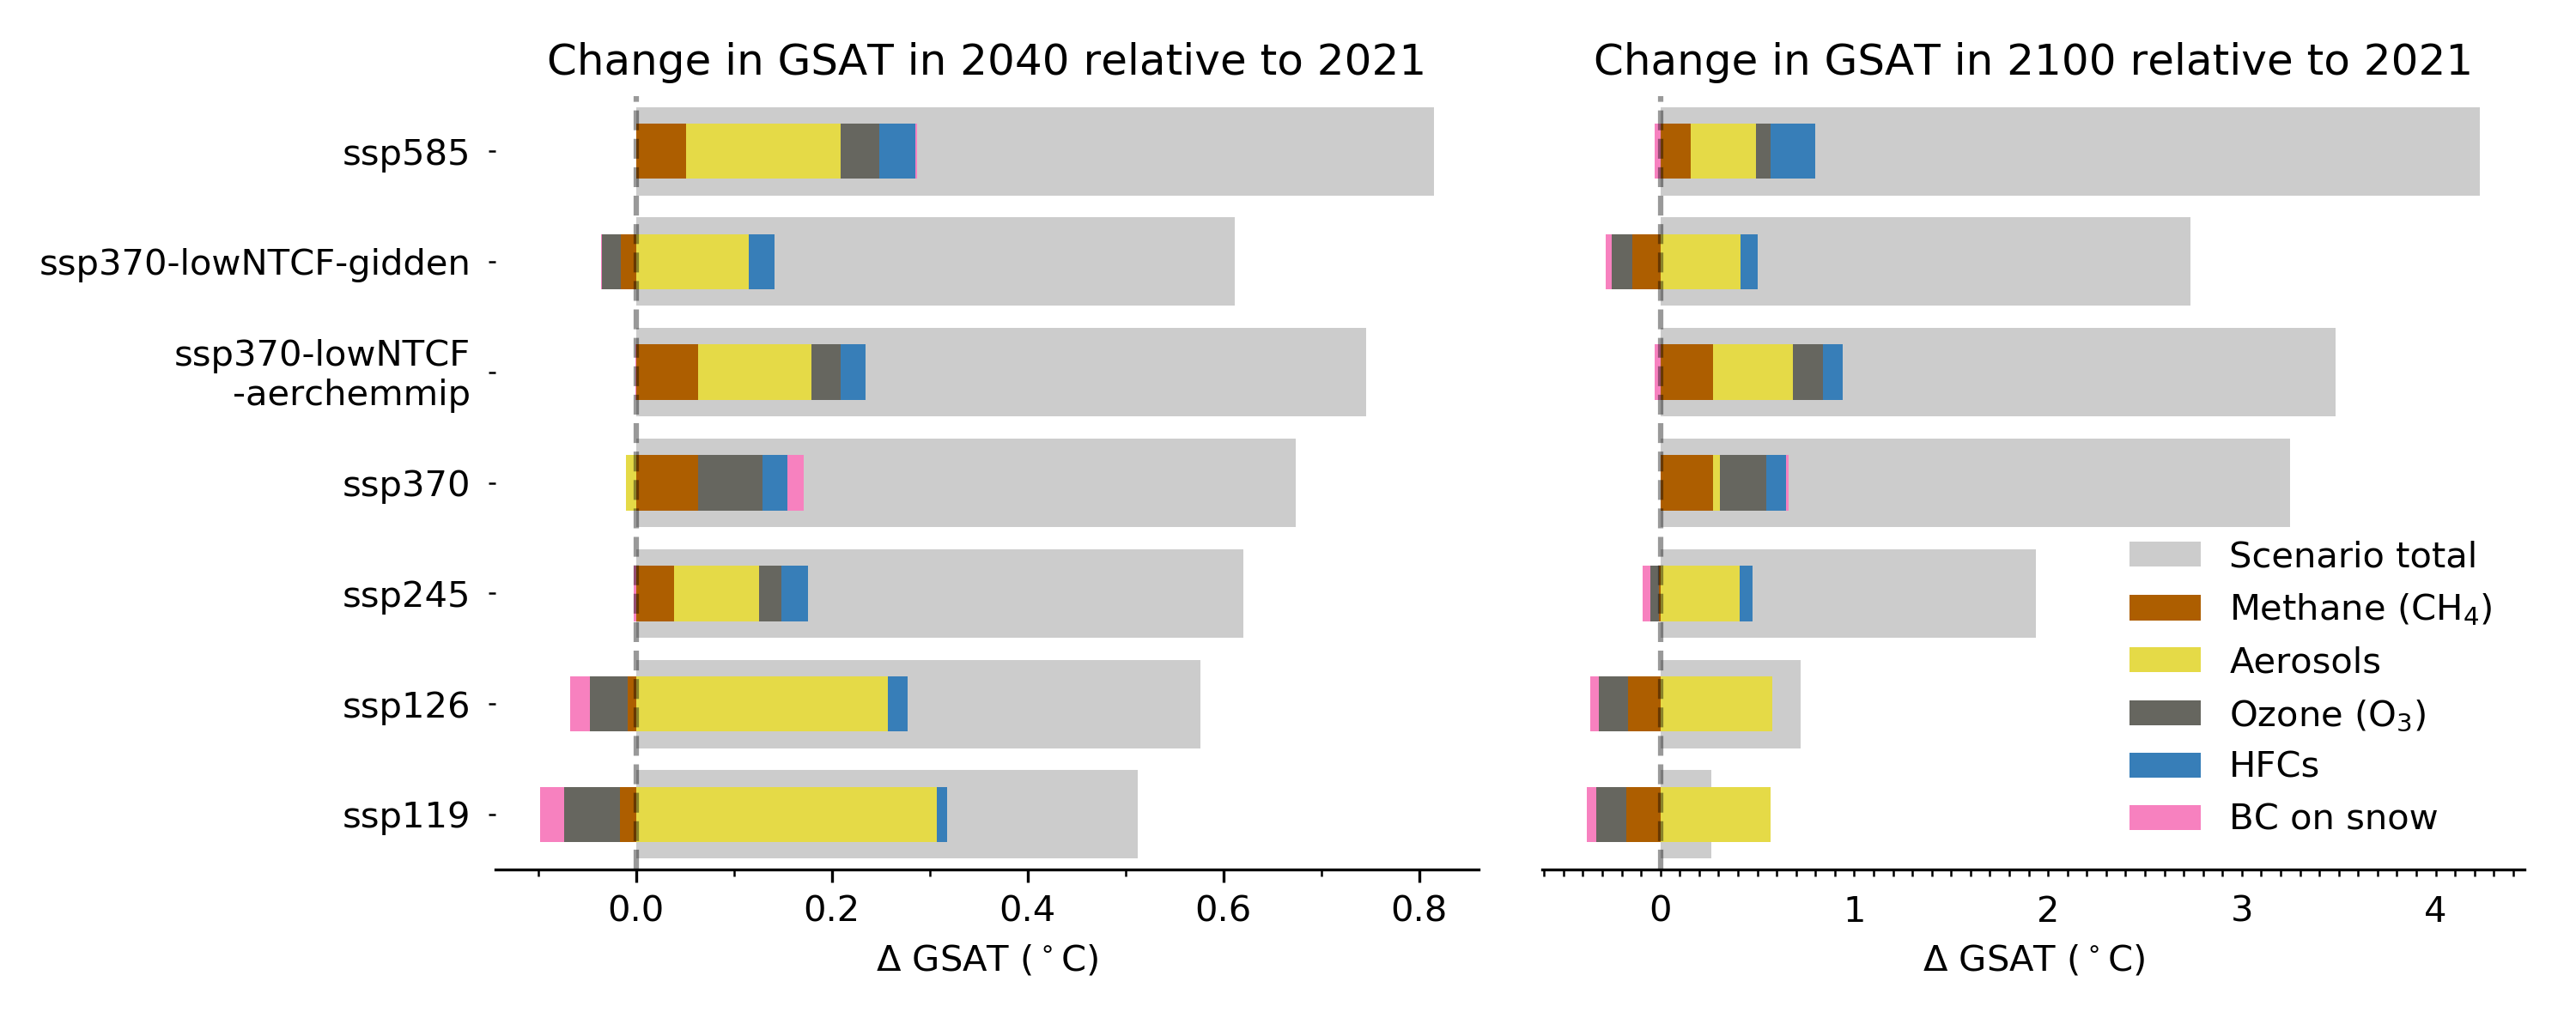 Change in GSAT in 2040 relative to 2021
Change in GSAT in 2100 relative to 2021
ssp585
ssp370-lowNTCF-gidden
ssp370-lowNTCF
-aerchemmip
ssp370
ssp245
ssp126
ssp119
0.0 0.2 0.4 0.6 0.8
Δ GSAT (°C)
0 1 2 3 4
Δ GSAT (°C)
Scenario total
Methane (CH₄)
Aerosols
Ozone (O₃)
HFCs
BC on snow